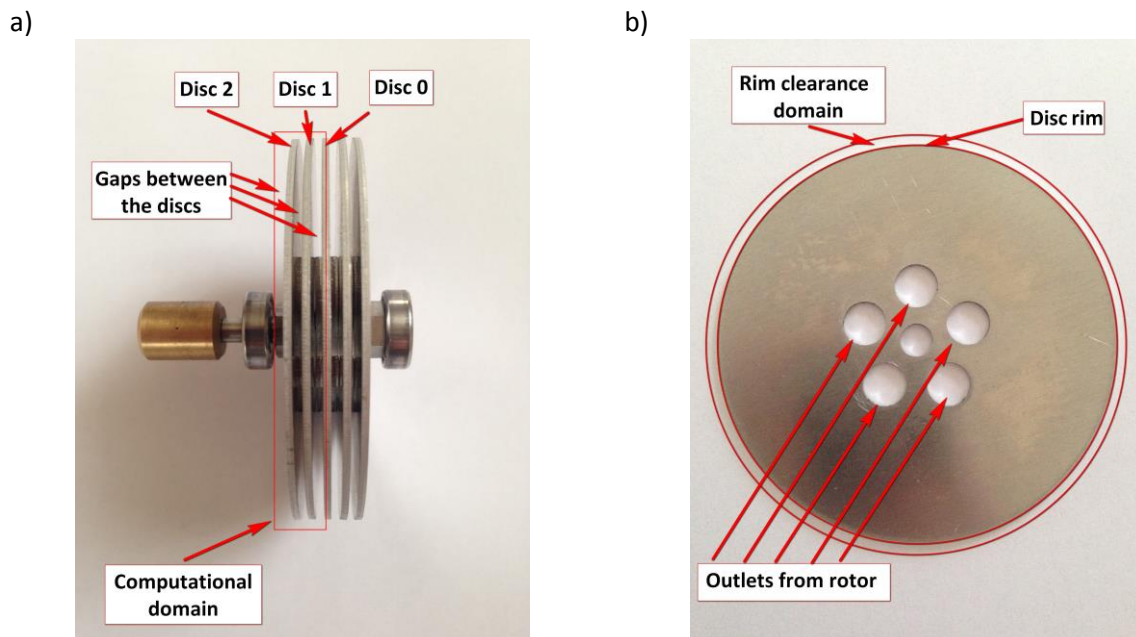 a)
Disc 2
Disc 1
Disc 0
Gaps between
the discs
Computational
domain
b)
Rim clearance
domain
Disc rim
Outlets from rotor